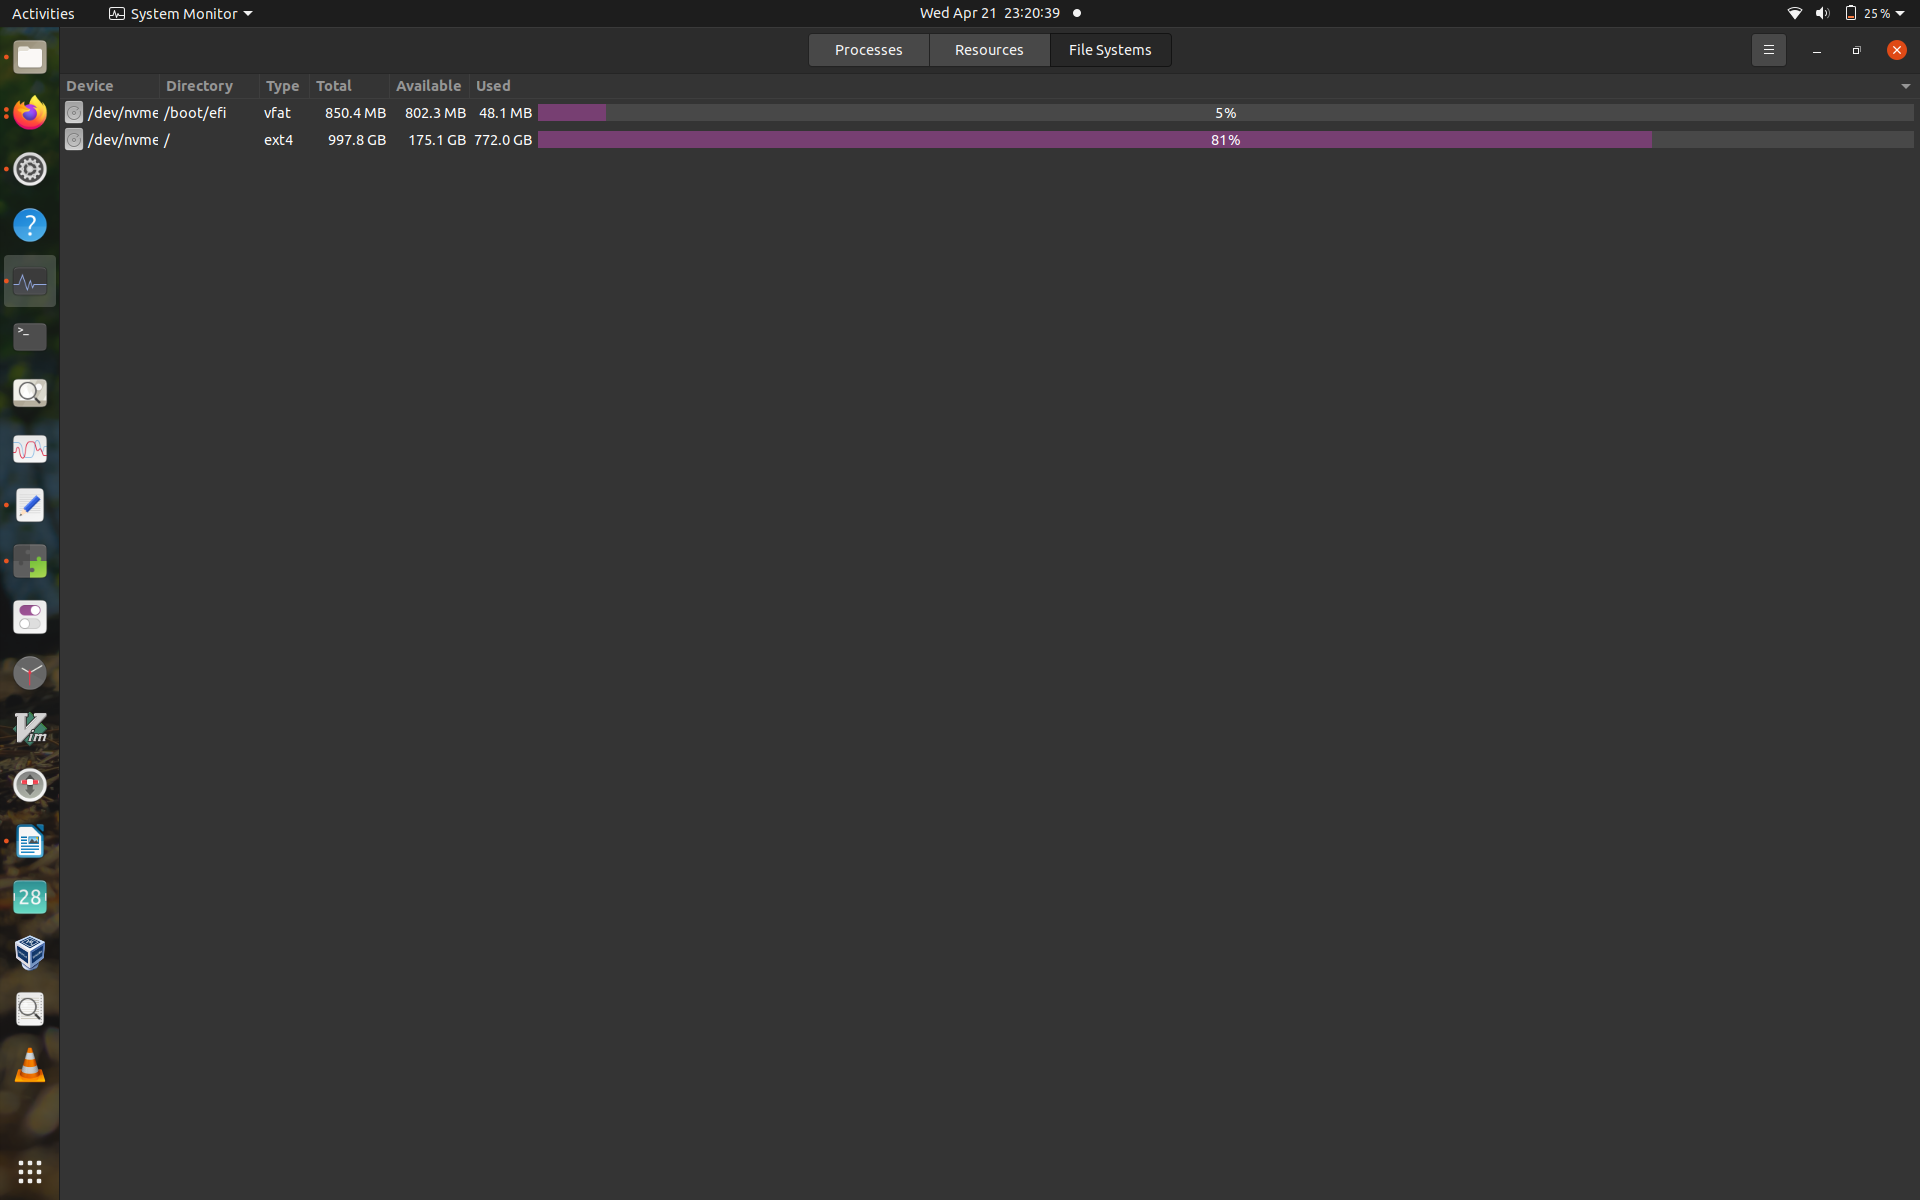 Activities System Monitor Wed Apr 21 23:20:39 25 %
Processes Resources File Systems
Device Directory Type Total Available Used
/dev/nvme /boot/efi vfat 850.4 MB 802.3 MB 48.1 MB 5%
/dev/nvme / ext4 997.8 GB 175.1 GB 772.0 GB 81%
?
>_
Vim
28